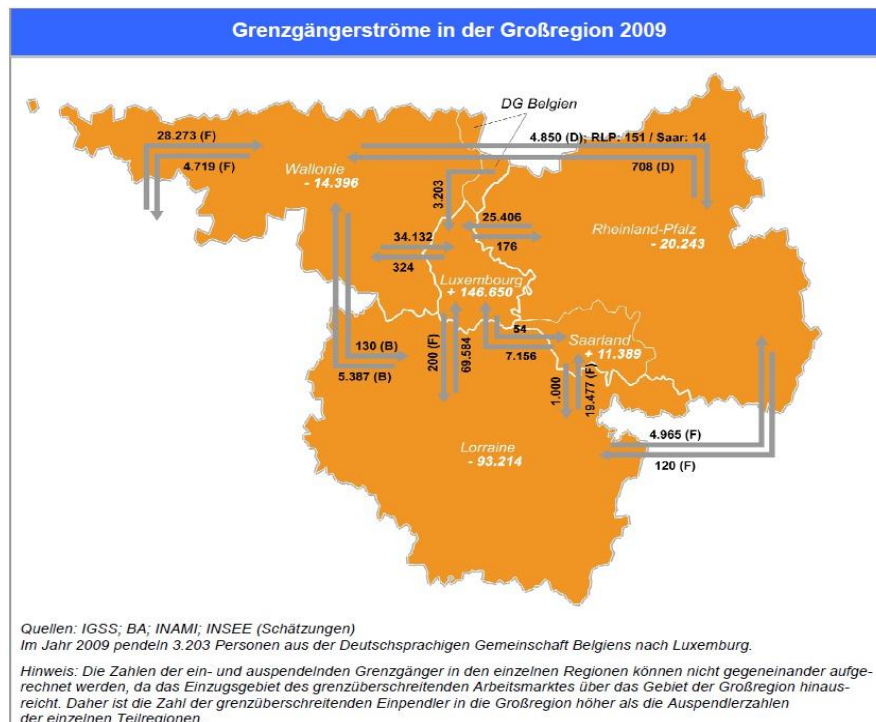 Grenzgängerströme in der Großregion 2009
DG Belgien
28.273 (F)
4.850 (D); RLP: 151 / Saar: 14
4.719 (F)
708 (D)
Wallonie
- 14.396
3.203
25.406
176
Rheinland-Pfalz
- 20.243
34.132
324
Luxembourg
+ 146.650
54
7.156
Saarland
+ 11.389
130 (B)
5.387 (B)
200 (F)
69.584
1.000
19.477 (F)
4.965 (F)
120 (F)
Lorraine
- 93.214
Quellen: IGSS; BA; INAMI; INSEE (Schätzungen)
Im Jahr 2009 pendeln 3.203 Personen aus der Deutschsprachigen Gemeinschaft Belgiens nach Luxemburg.
Hinweis: Die Zahlen der ein- und auspendelnden Grenzgänger in den einzelnen Regionen können nicht gegeneinander aufge-
rechnet werden, da das Einzugsgebiet des grenzüberschreitenden Arbeitsmarktes über das Gebiet der Großregion hinaus-
reicht. Daher ist die Zahl der grenzüberschreitenden Einpendler in die Großregion höher als die Auspendlerzahlen
der einzelnen Teilregionen